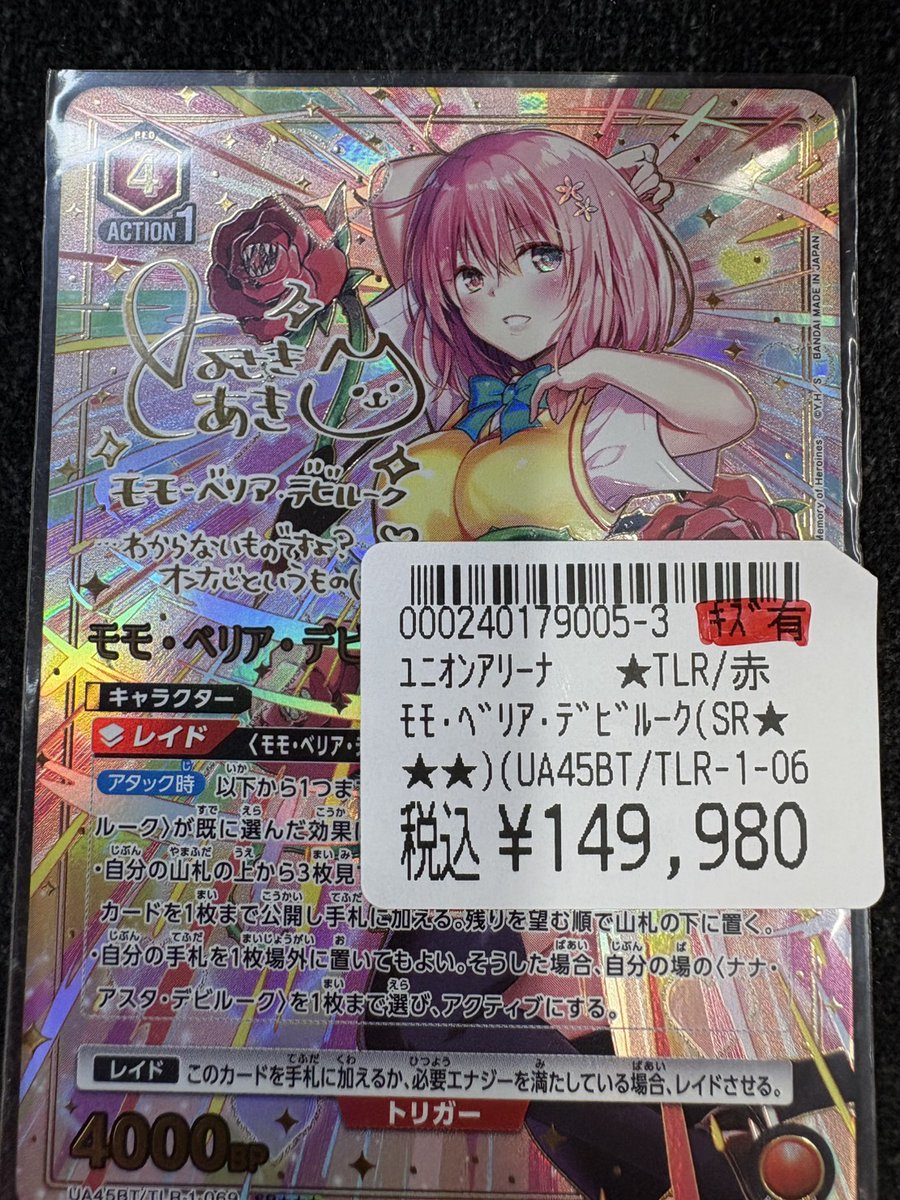 RED
4
ACTION 1
よさき
あき
モモ・ベリア・デビルーク
…わからないものですよ?
オンナごというもの
モモ・ベリア・デビ
キャラクター
レイド 〈モモ・ベリア・
アタック時 以下から1つま
ルーク〉が既に選んだ効果に
・自分の山札の上から3枚見
カードを1枚まで公開し手札に加える。残りを望む順で山札の下に置く。
・自分の手札を1枚場外に置いてもよい。そうした場合、自分の場の〈ナナ・
アスタ・デビルーク〉を1枚まで選び、アクティブにする。
レイド このカードを手札に加えるか、必要エナジーを満たしている場合、レイドさせる。
トリガー
4000BP
UA45BT/TLR-1-069
Memory of Heroines ©Y,H,S BANDAI MADE IN JAPAN
000240179005-3 ｷｽﾞ有
ﾕﾆｵﾝｱﾘｰﾅ ★TLR/赤
ﾓﾓ・ﾍﾞﾘｱ・ﾃﾞﾋﾞﾙｰｸ(SR★
★★)(UA45BT/TLR-1-06
税込 ¥149,980